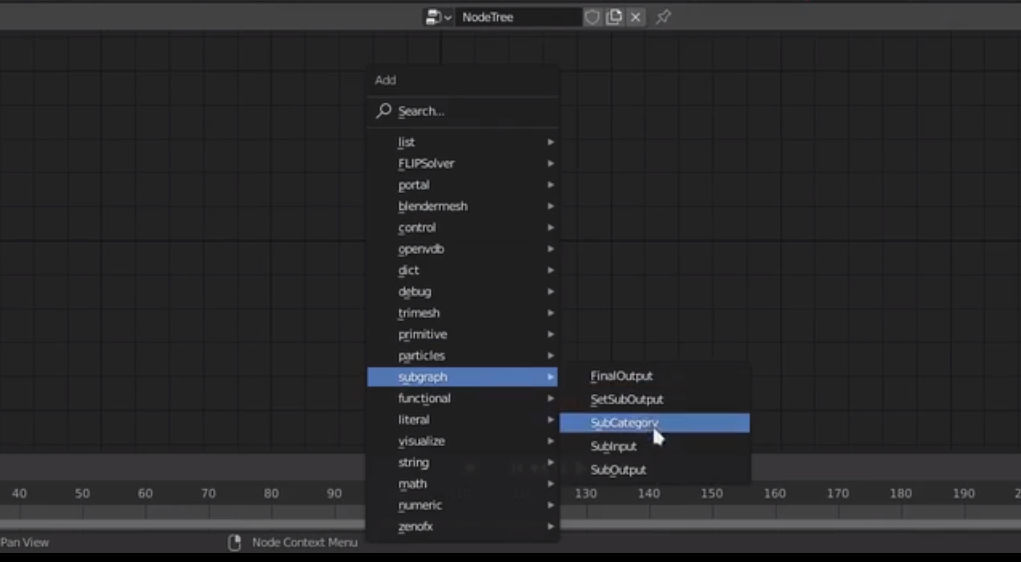 NodeTree
Add
Search...
list
FLIPSolver
portal
blendermesh
control
openvdb
dict
debug
trimesh
primitive
particles
subgraph
functional
literal
visualize
string
math
numeric
zenofx
FinalOutput
SetSubOutput
SubCategory
SubInput
SubOutput
40 50 60 70 80 90 130 140 150 160 170 180 190
Pan View Node Context Menu